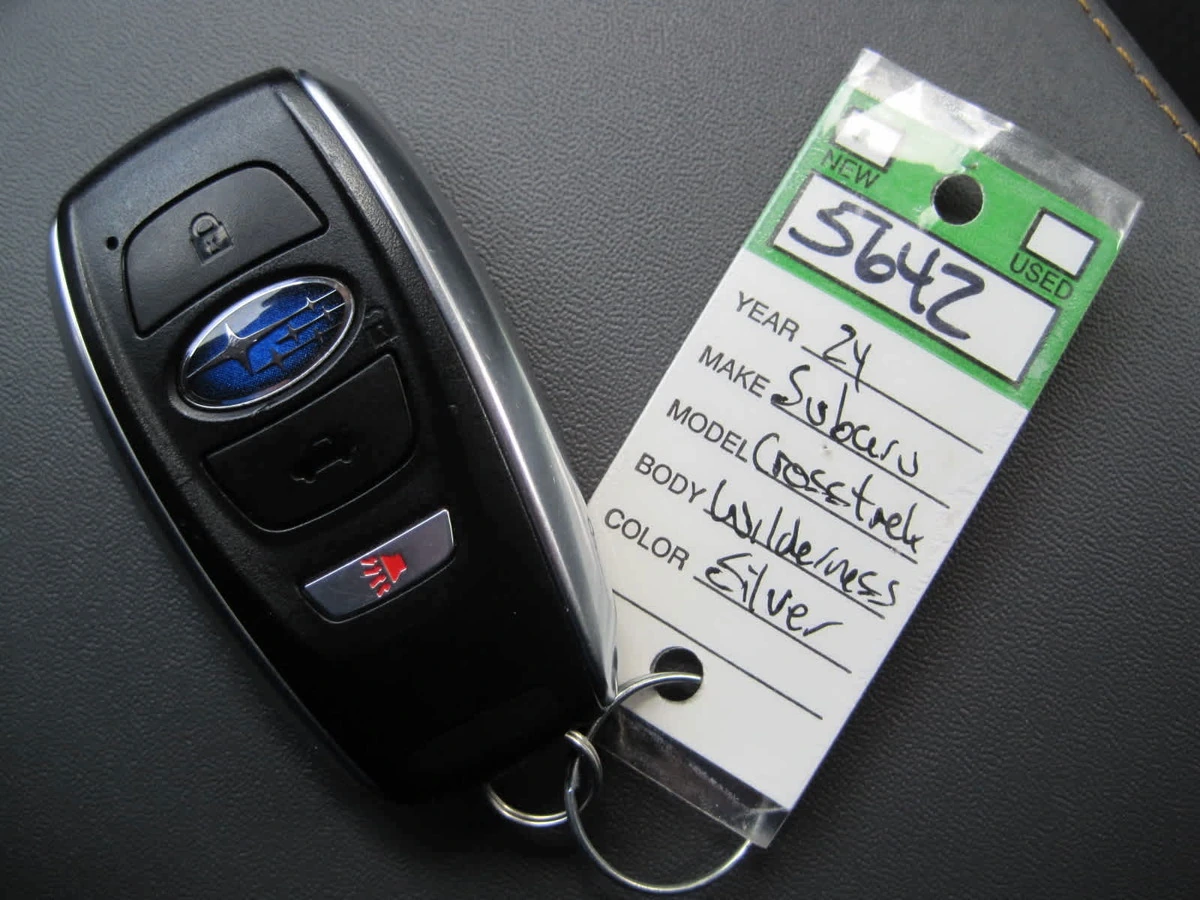 NEW
USED
5642
YEAR 24
MAKE Subaru
MODEL Crosstrek
BODY Wilderness
COLOR Silver